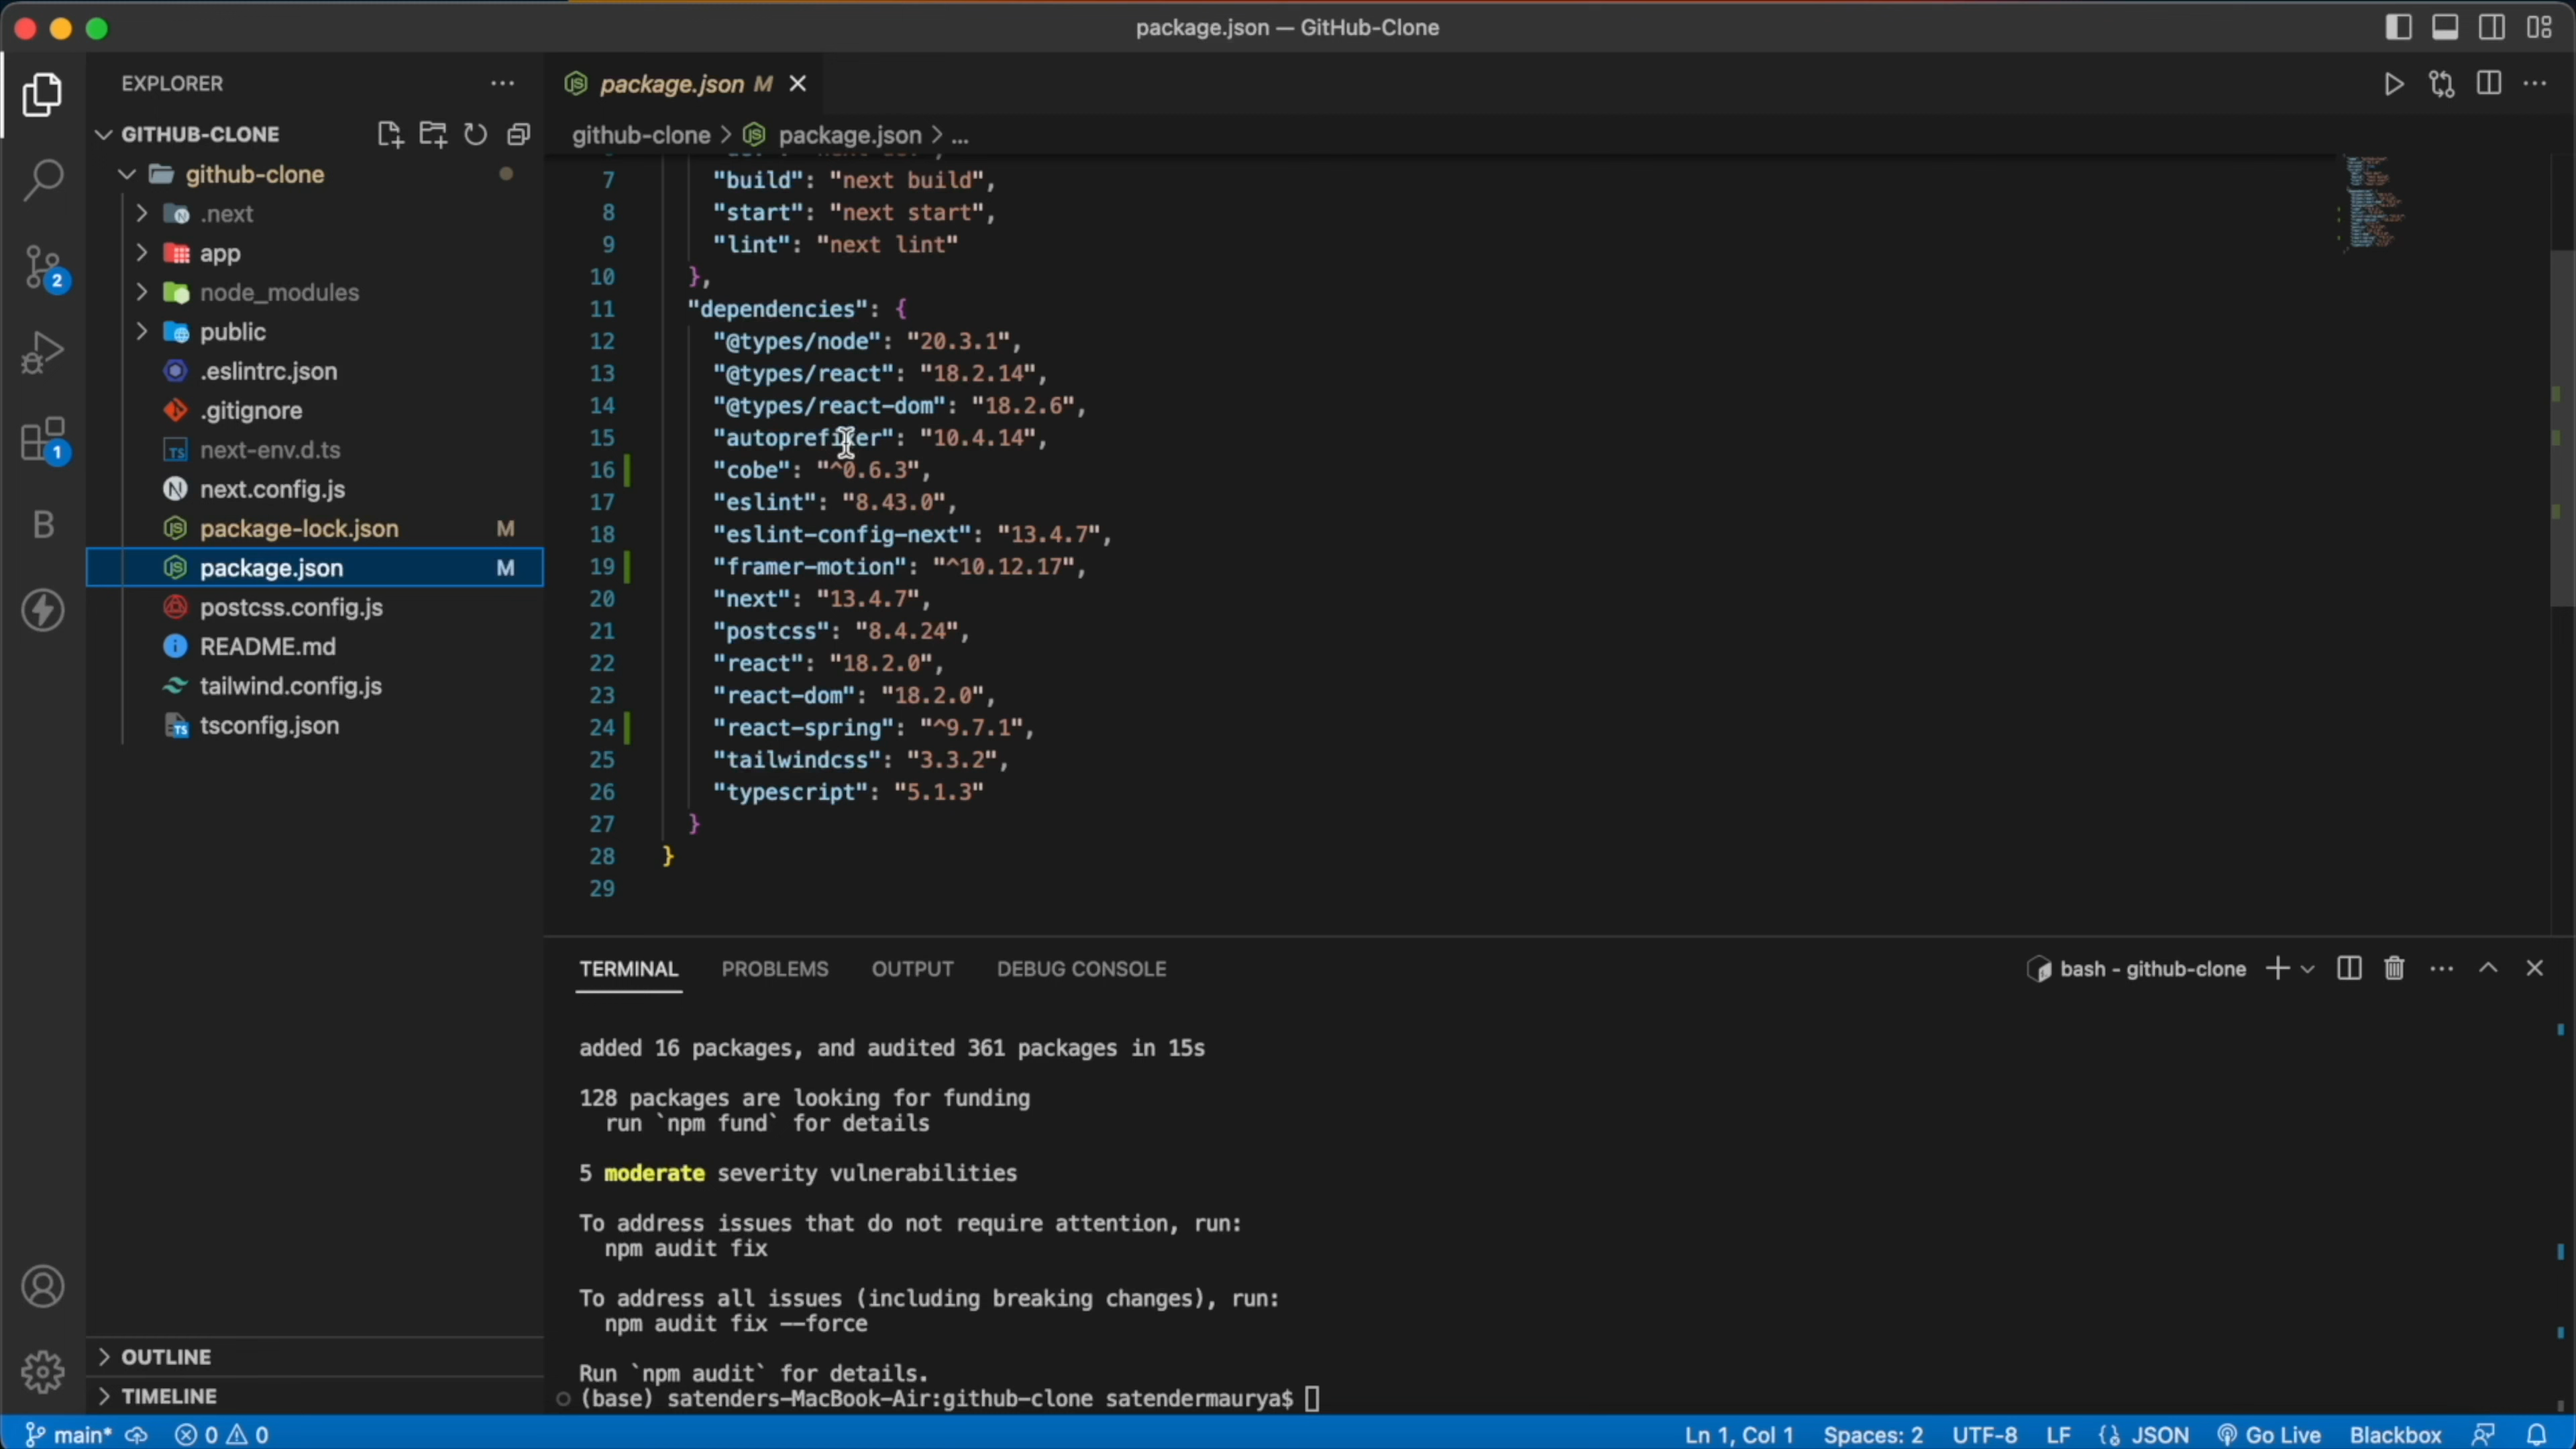 package.json — GitHub-Clone
EXPLORER
GITHUB-CLONE
github-clone
.next
app
node_modules
public
.eslintrc.json
.gitignore
next-env.d.ts
next.config.js
package-lock.json M
package.json M
postcss.config.js
README.md
tailwind.config.js
tsconfig.json
OUTLINE
TIMELINE
2
1
B
package.json M
github-clone > package.json > ...
7 "build": "next build",
8 "start": "next start",
9 "lint": "next lint"
10 },
11 "dependencies": {
12 "@types/node": "20.3.1",
13 "@types/react": "18.2.14",
14 "@types/react-dom": "18.2.6",
15 "autoprefixer": "10.4.14",
16 "cobe": "^0.6.3",
17 "eslint": "8.43.0",
18 "eslint-config-next": "13.4.7",
19 "framer-motion": "^10.12.17",
20 "next": "13.4.7",
21 "postcss": "8.4.24",
22 "react": "18.2.0",
23 "react-dom": "18.2.0",
24 "react-spring": "^9.7.1",
25 "tailwindcss": "3.3.2",
26 "typescript": "5.1.3"
27 }
28 }
29
TERMINAL PROBLEMS OUTPUT DEBUG CONSOLE bash - github-clone
added 16 packages, and audited 361 packages in 15s
128 packages are looking for funding
run `npm fund` for details
5 moderate severity vulnerabilities
To address issues that do not require attention, run:
npm audit fix
To address all issues (including breaking changes), run:
npm audit fix --force
Run `npm audit` for details.
(base) satenders-MacBook-Air:github-clone satendermaurya$
main* 0 0 Ln 1, Col 1 Spaces: 2 UTF-8 LF JSON Go Live Blackbox